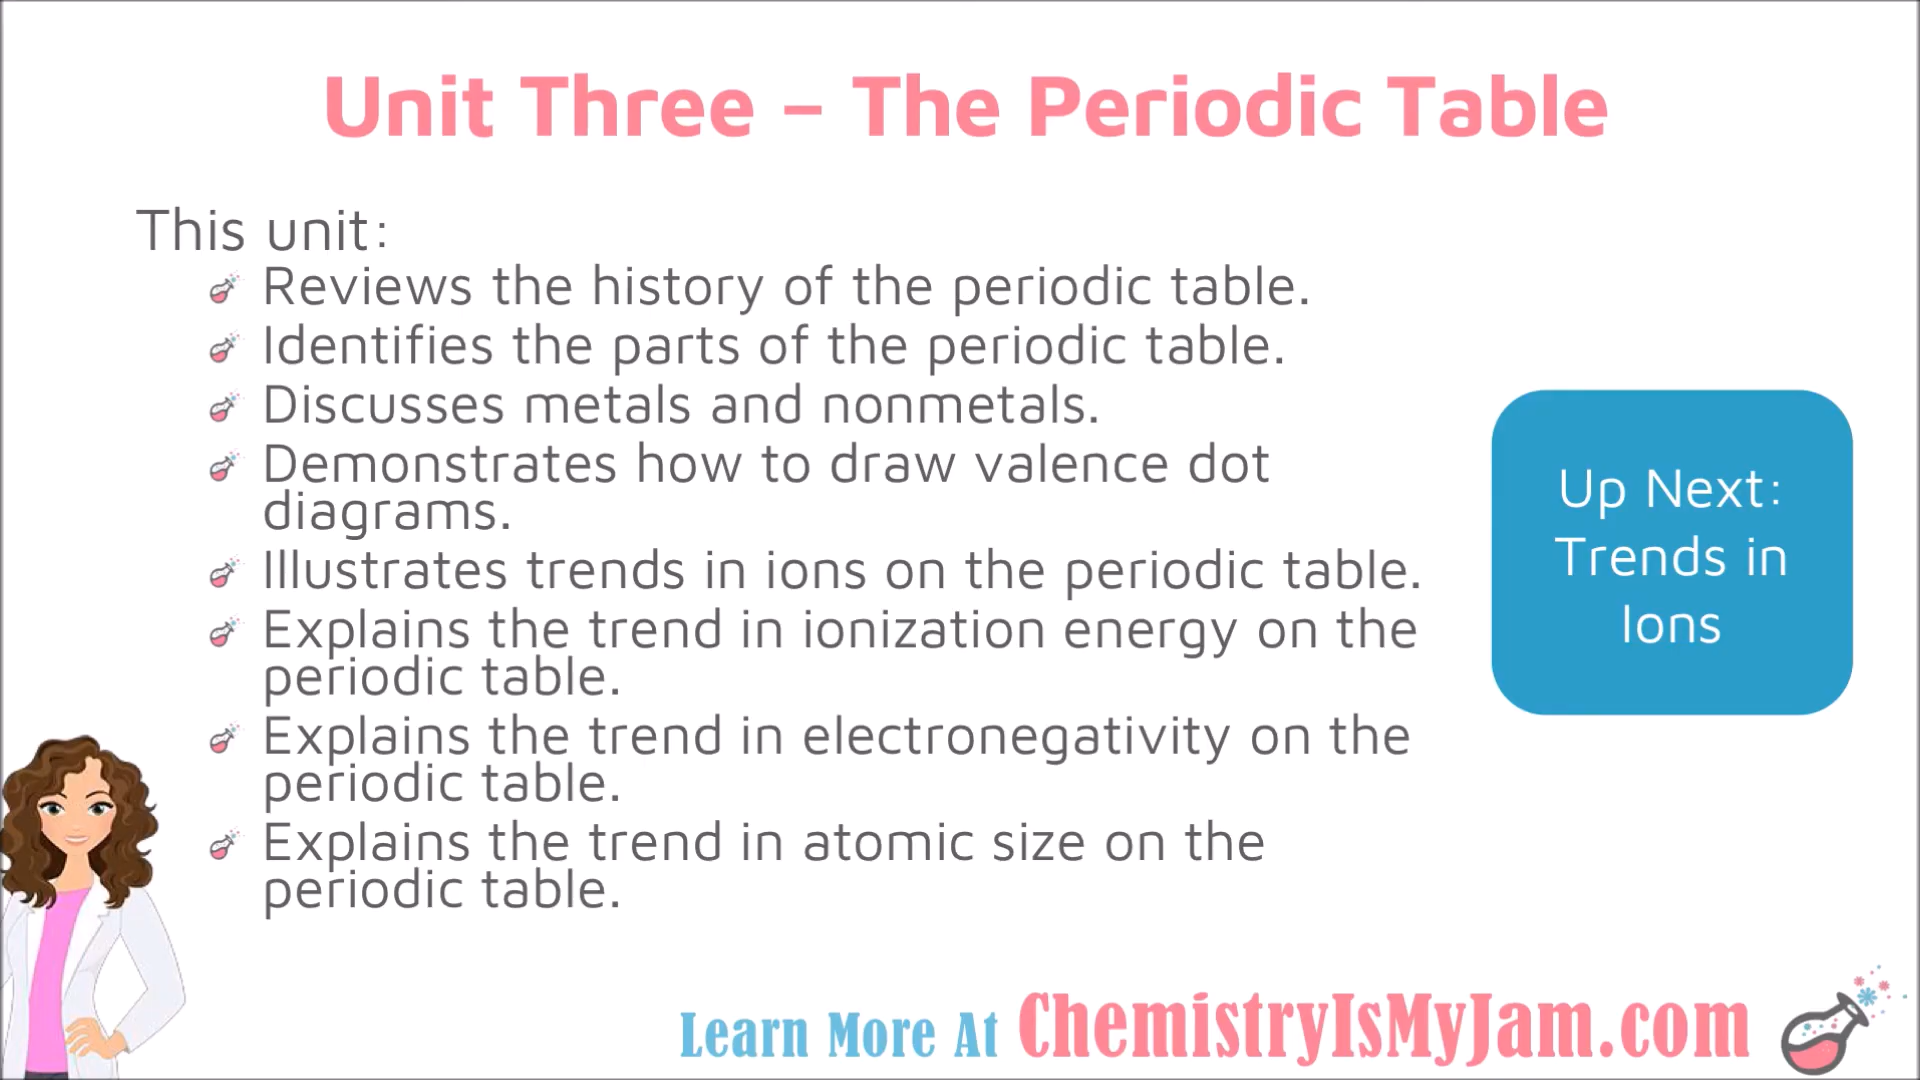 Unit Three – The Periodic Table
This unit:
Reviews the history of the periodic table.
Identifies the parts of the periodic table.
Discusses metals and nonmetals.
Demonstrates how to draw valence dot
diagrams.
Illustrates trends in ions on the periodic table.
Explains the trend in ionization energy on the
periodic table.
Explains the trend in electronegativity on the
periodic table.
Explains the trend in atomic size on the
periodic table.
Up Next:
Trends in
Ions
Learn More At ChemistryIsMyJam.com